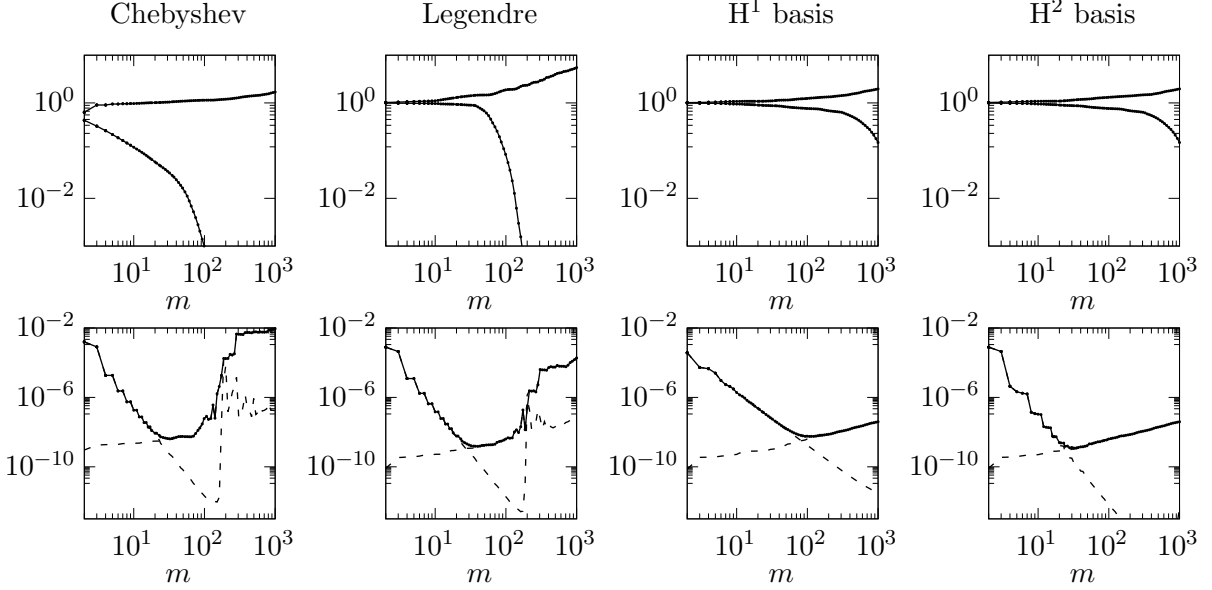 Chebyshev Legendre H¹ basis H² basis
10⁰ 10⁰ 10⁰ 10⁰
10⁻² 10⁻² 10⁻² 10⁻²
10¹ 10² 10³ 10¹ 10² 10³ 10¹ 10² 10³ 10¹ 10² 10³
m m m m
10⁻² 10⁻² 10⁻² 10⁻²
10⁻⁶ 10⁻⁶ 10⁻⁶ 10⁻⁶
10⁻¹⁰ 10⁻¹⁰ 10⁻¹⁰ 10⁻¹⁰
10¹ 10² 10³ 10¹ 10² 10³ 10¹ 10² 10³ 10¹ 10² 10³
m m m m